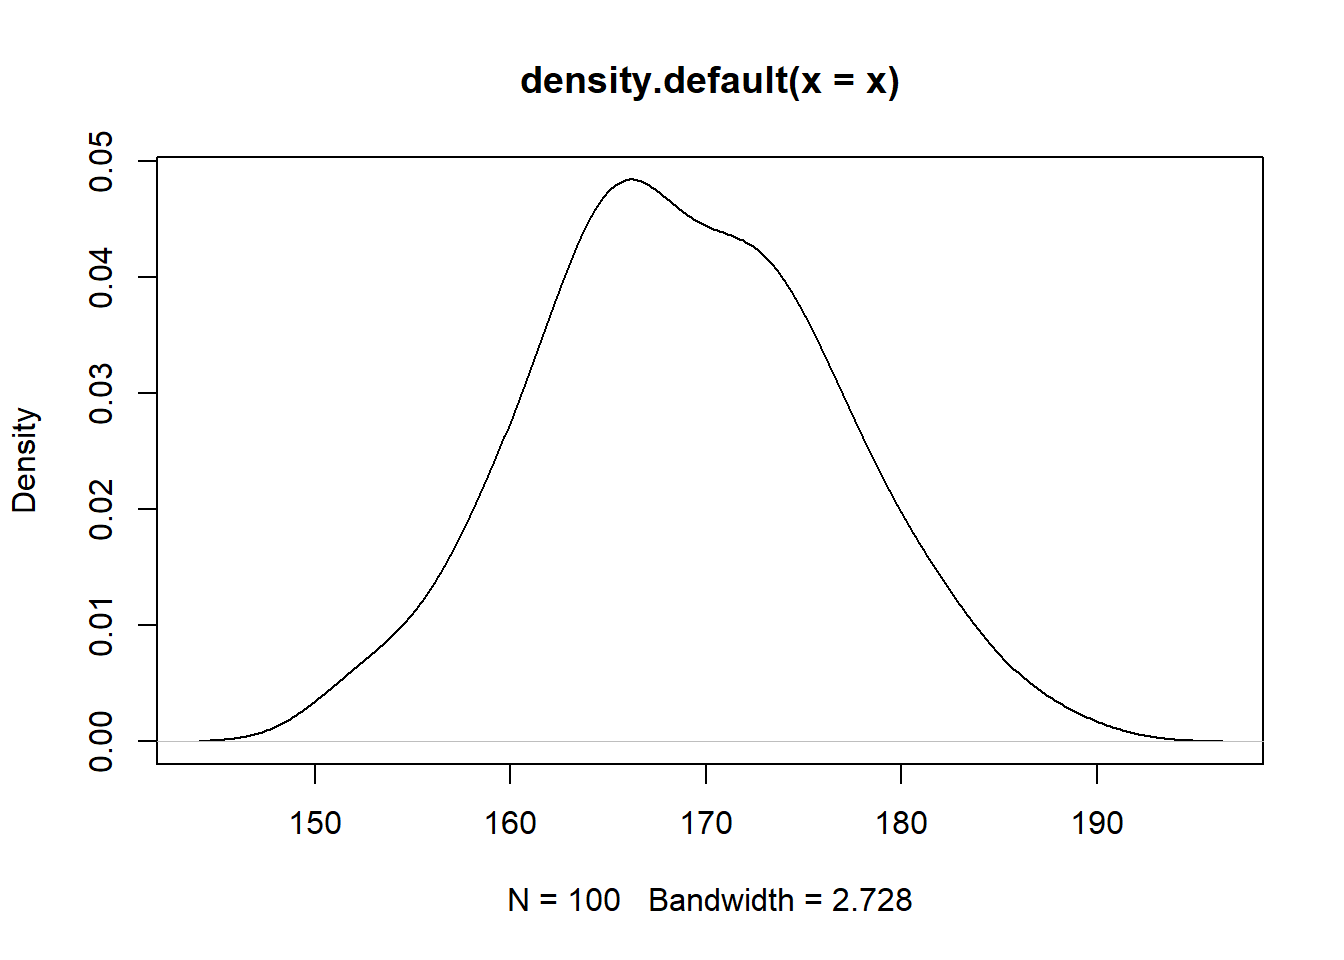 density.default(x = x)
Density
0.05
0.04
0.03
0.02
0.01
0.00
150 160 170 180 190
N = 100   Bandwidth = 2.728